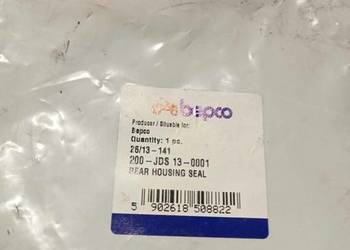 bepco
Producer / Situable for:
Bepco
Quantity: 1 pc.
26/13-141
200-JDS 13-0001
REAR HOUSING SEAL
5 902618 508822